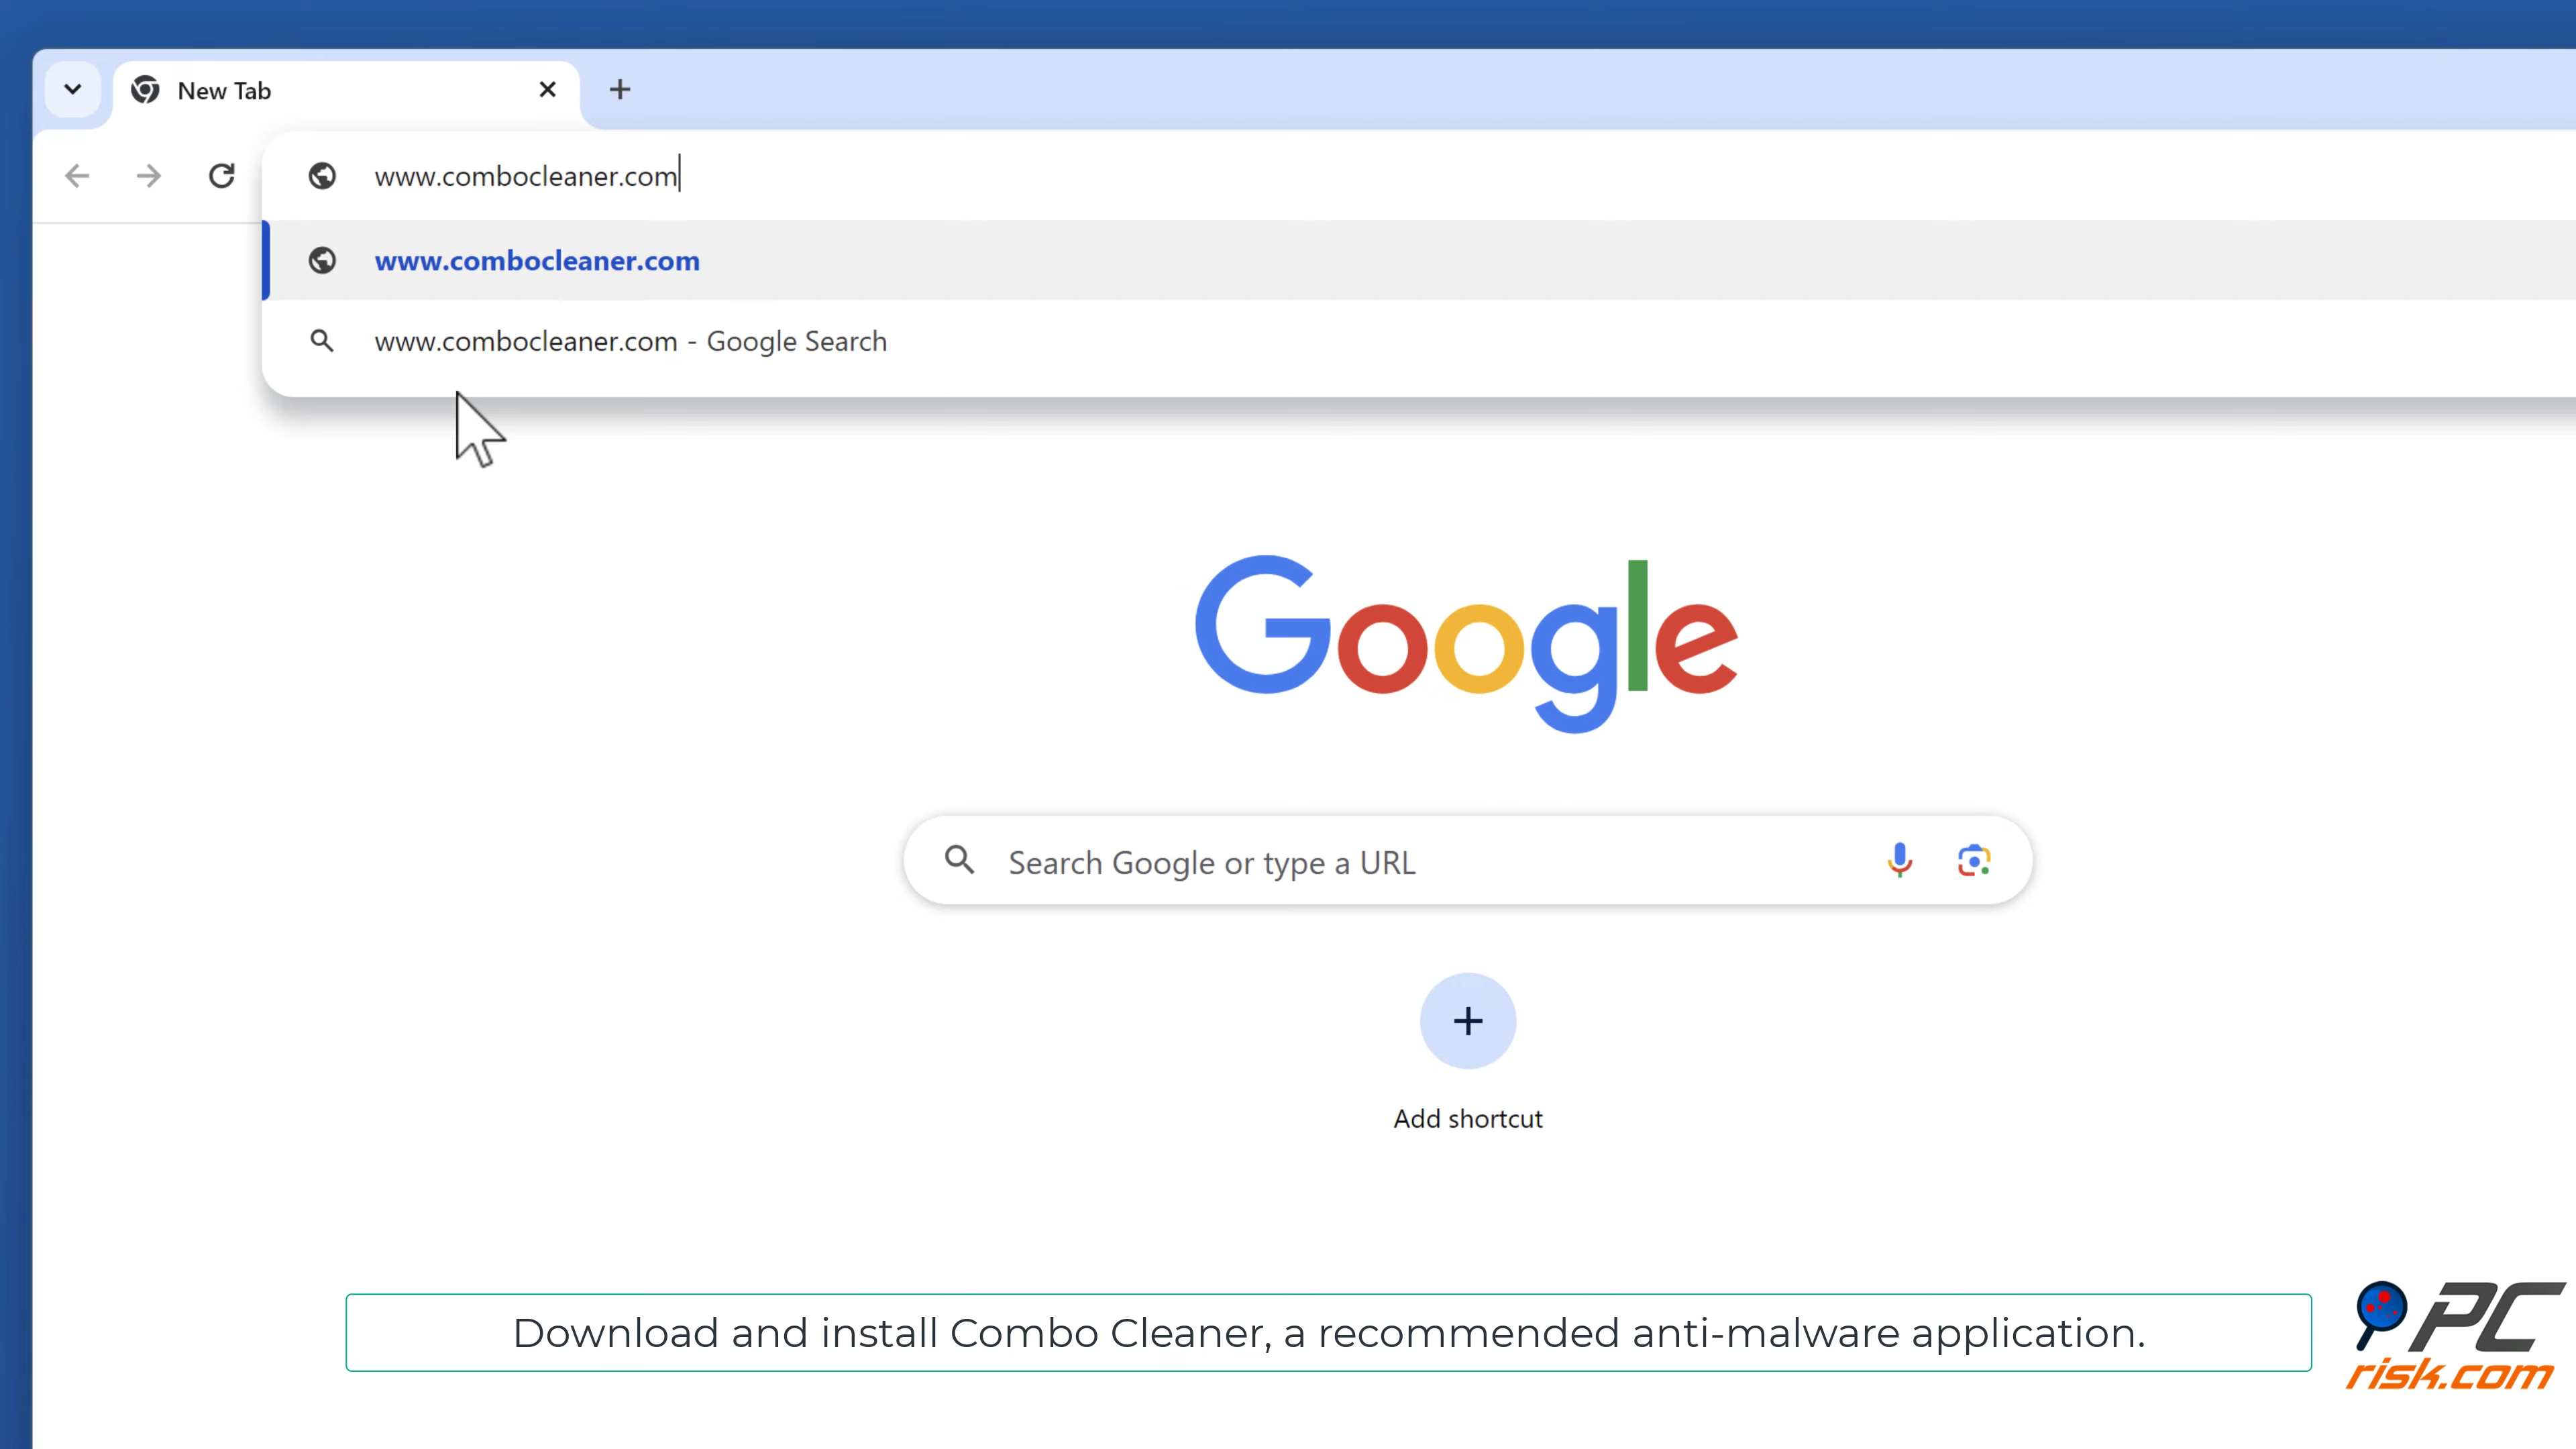 New Tab
www.combocleaner.com
www.combocleaner.com
www.combocleaner.com - Google Search
Google
Search Google or type a URL
Add shortcut
Download and install Combo Cleaner, a recommended anti-malware application.
PC
risk.com